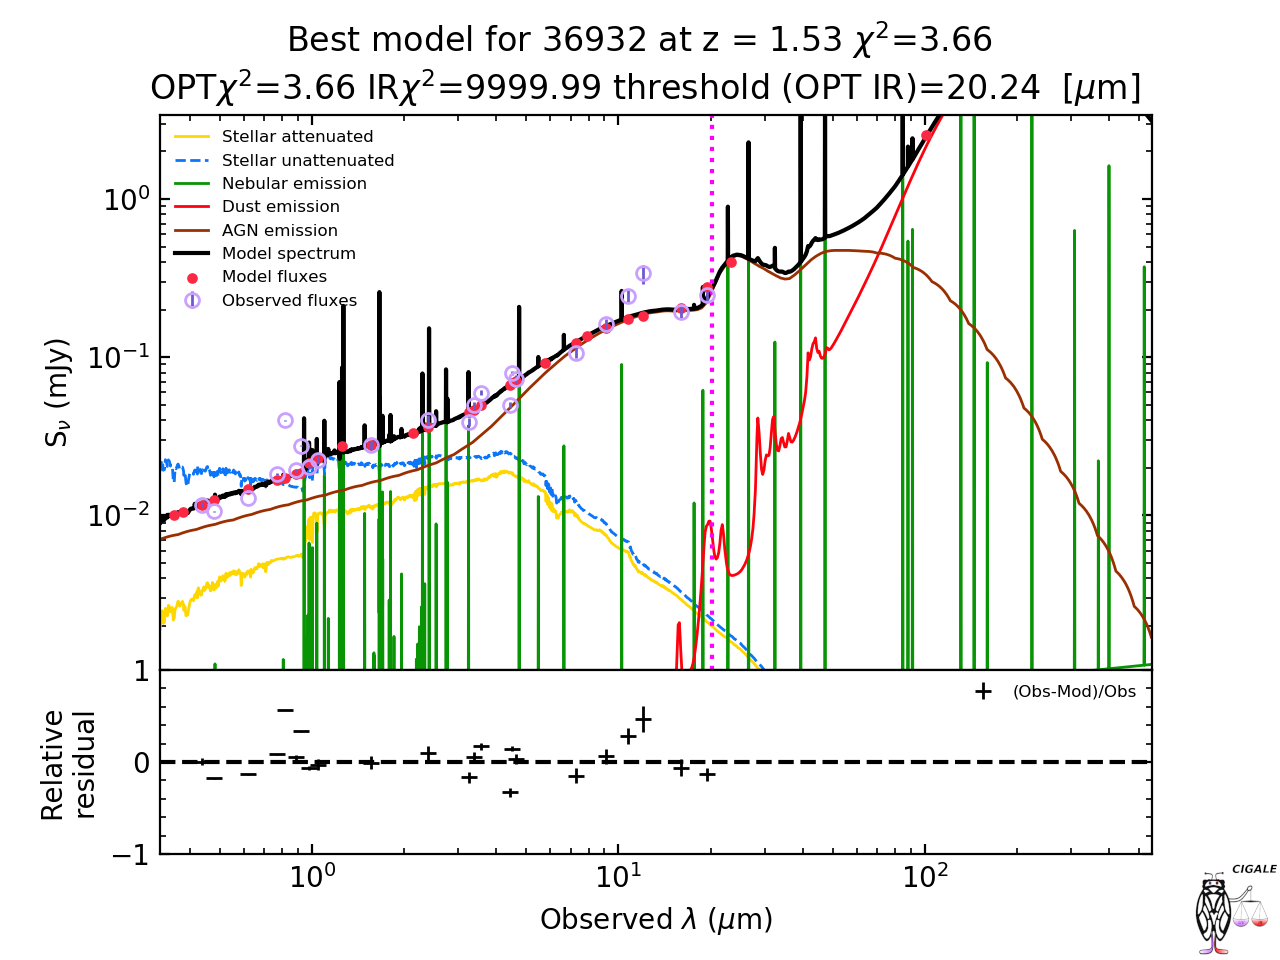 Best model for 36932 at z = 1.53 χ²=3.66
OPTχ²=3.66 IRχ²=9999.99 threshold (OPT IR)=20.24 [μm]
Stellar attenuated
Stellar unattenuated
Nebular emission
Dust emission
AGN emission
Model spectrum
Model fluxes
Observed fluxes
10⁰
10⁻¹
10⁻²
S_ν (mJy)
(Obs-Mod)/Obs
1
0
−1
Relative
residual
10⁰ 10¹ 10²
Observed λ (μm)
CIGALE